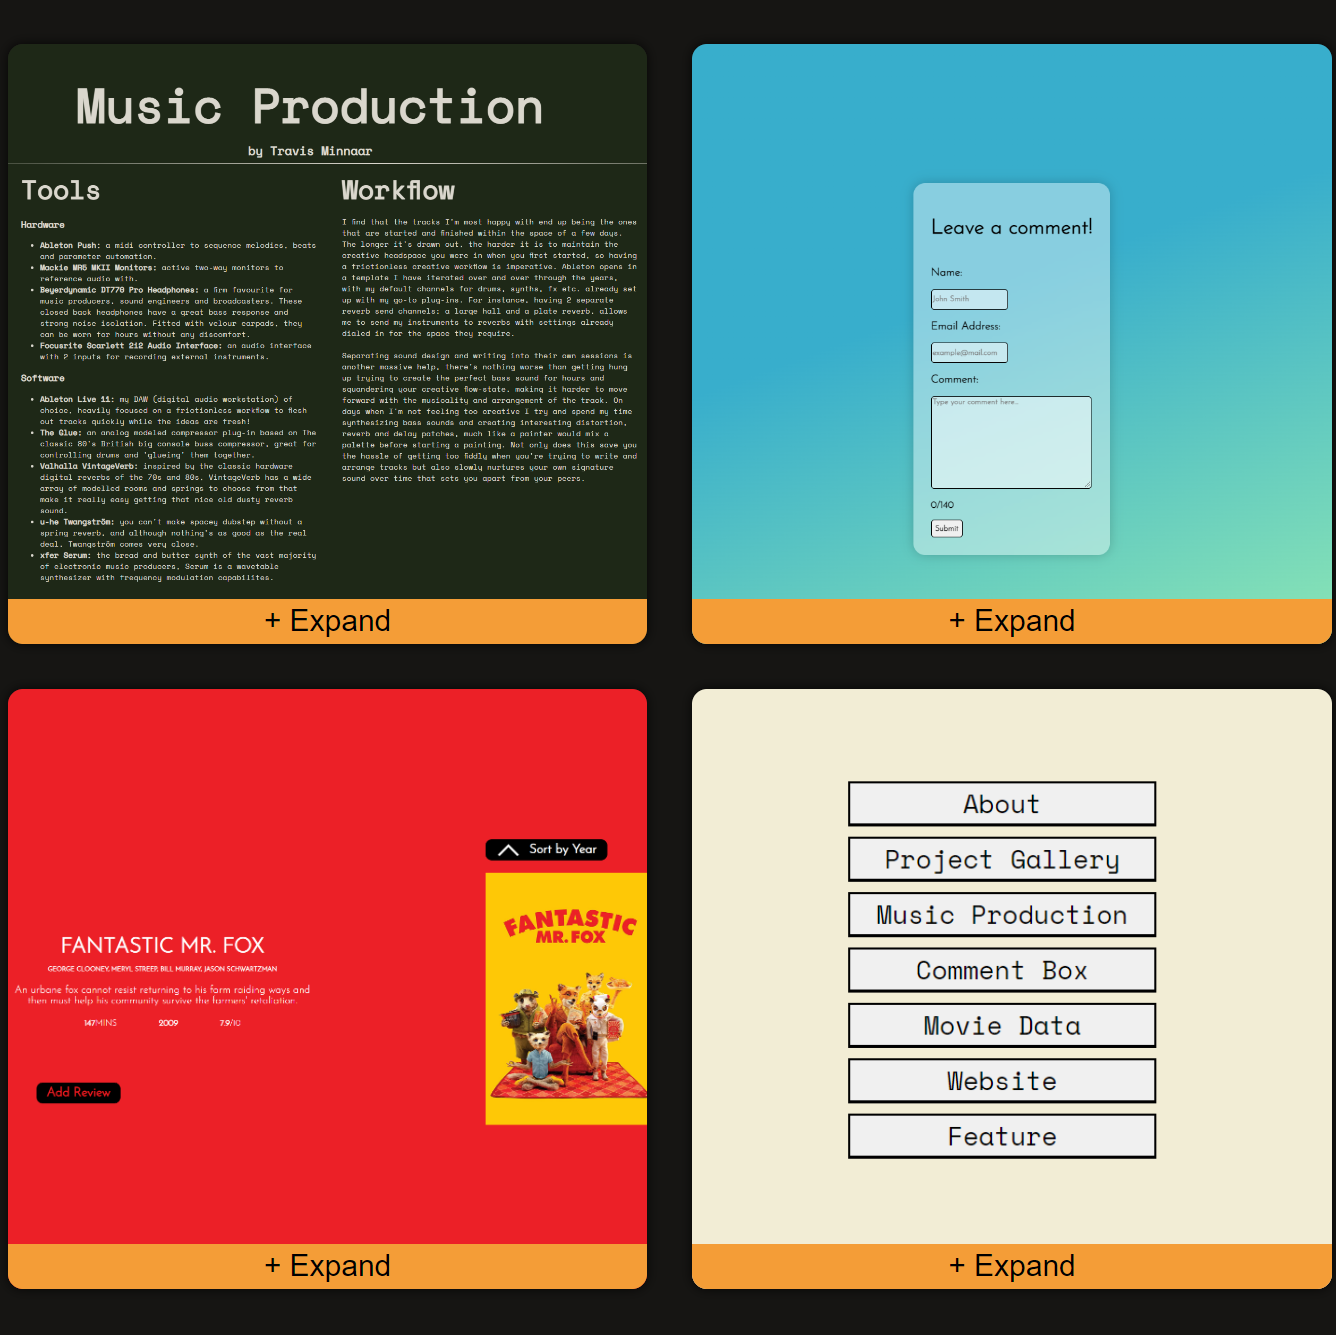 Music Production
by Travis Minnaar
Tools
Hardware
• Ableton Push: a midi controller to sequence melodies, beats
and parameter automation.
• Mackie MR5 MKII Monitors: active two-way monitors to
reference audio with.
• Beyerdynamic DT770 Pro Headphones: a firm favourite for
music producers, sound engineers and broadcasters. These
closed back headphones have a great bass response and
strong noise isolation. Fitted with velour earpads, they
can be worn for hours without any discomfort.
• Focusrite Scarlett 2i2 Audio Interface: an audio interface
with 2 inputs for recording external instruments.
Software
• Ableton Live 11: my DAW (digital audio workstation) of
choice, heavily focused on a frictionless workflow to flesh
out tracks quickly while the ideas are fresh!
• The Glue: an analog modeled compressor plug-in based on The
classic 80's British big console buss compressor, great for
controlling drums and 'glueing' them together.
• Valhalla VintageVerb: inspired by the classic hardware
digital reverbs of the 70s and 80s. VintageVerb has a wide
array of modelled rooms and springs to choose from that
make it really easy getting that nice old dusty reverb
sound.
• u-he Twangström: you can't make spacey dubstep without a
spring reverb, and although nothing's as good as the real
deal, Twangström comes very close.
• xfer Serum: the bread and butter synth of the vast majority
of electronic music producers, Serum is a wavetable
synthesizer with frequency modulation capabilites.
Workflow
I find that the tracks I'm most happy with end up being the ones
that are started and finished within the space of a few days.
The longer it's drawn out, the harder it is to maintain the
creative headspace you were in when you first started, so having
a frictionless creative workflow is imperative. Ableton opens in
a template I have iterated over and over through the years,
with my default channels for drums, synths, fx etc. already set
up with my go-to plug-ins. For instance, having 2 separate
reverb send channels; a large hall and a plate reverb, allows
me to send my instruments to reverbs with settings already
dialed in for the space they require.
Separating sound design and writing into their own sessions is
another massive help, there's nothing worse than getting hung
up trying to create the perfect bass sound for hours and
squandering your creative flow-state, making it harder to move
forward with the musicality and arrangement of the track. On
days when I'm not feeling too creative I try and spend my time
synthesizing bass sounds and creating interesting distortion,
reverb and delay patches, much like a painter would mix a
palette before starting a painting. Not only does this save you
the hassle of getting too fiddly when you're trying to write and
arrange tracks but also slowly nurtures your own signature
sound over time that sets you apart from your peers.
+ Expand
Leave a comment!
Name:
John Smith
Email Address:
example@mail.com
Comment:
Type your comment here...
0/140
Submit
+ Expand
Sort by Year
FANTASTIC MR. FOX
GEORGE CLOONEY, MERYL STREEP, BILL MURRAY, JASON SCHWARTZMAN
An urbane fox cannot resist returning to his farm raiding ways and
then must help his community survive the farmers' retaliation.
147MINS 2009 7.9/10
Add Review
FANTASTIC
MR. FOX
+ Expand
About
Project Gallery
Music Production
Comment Box
Movie Data
Website
Feature
+ Expand